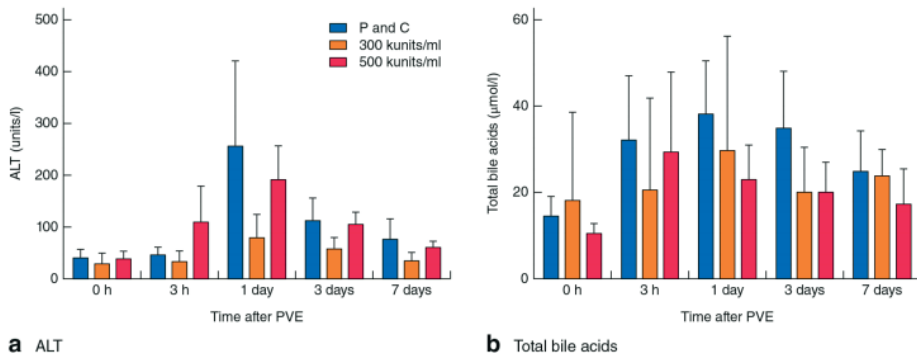 500
400
300
200
100
0
ALT (units/l)
P and C
300 kunits/ml
500 kunits/ml
0 h
3 h
1 day
3 days
7 days
Time after PVE
a ALT
60
40
20
0
Total bile acids (μmol/l)
0 h
3 h
1 day
3 days
7 days
Time after PVE
b Total bile acids